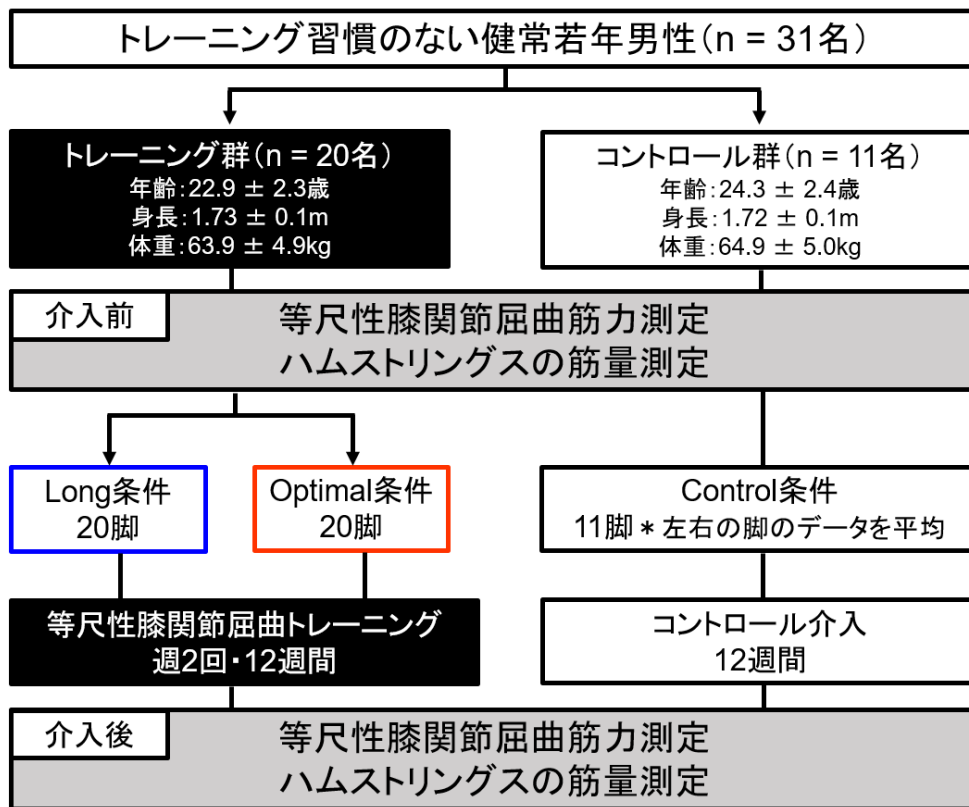 トレーニング習慣のない健常若年男性(n = 31名)
トレーニング群(n = 20名)
年齢:22.9 ± 2.3歳
身長:1.73 ± 0.1m
体重:63.9 ± 4.9kg
コントロール群(n = 11名)
年齢:24.3 ± 2.4歳
身長:1.72 ± 0.1m
体重:64.9 ± 5.0kg
介入前
等尺性膝関節屈曲筋力測定
ハムストリングスの筋量測定
Long条件
20脚
Optimal条件
20脚
Control条件
11脚 * 左右の脚のデータを平均
等尺性膝関節屈曲トレーニング
週2回・12週間
コントロール介入
12週間
介入後
等尺性膝関節屈曲筋力測定
ハムストリングスの筋量測定